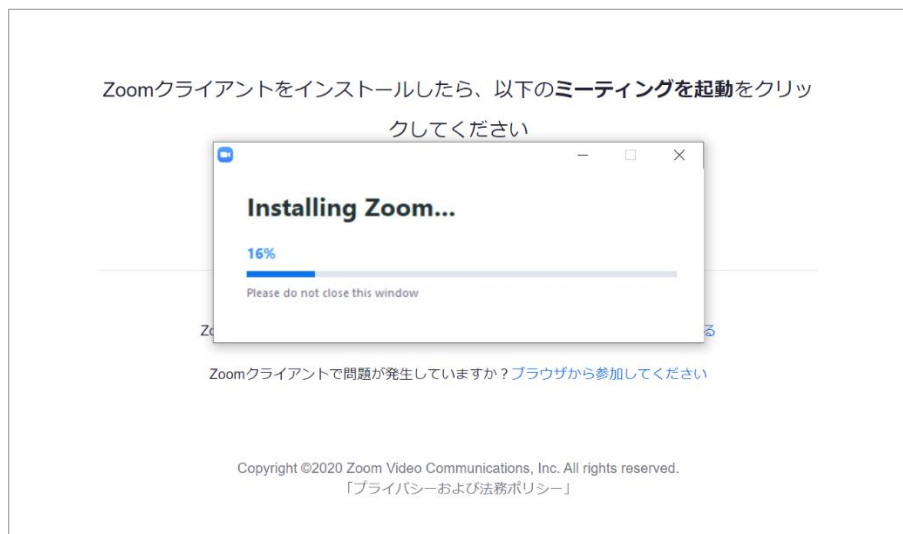 Zoomクライアントをインストールしたら、以下のミーティングを起動をクリッ
クしてください
Installing Zoom...
16%
Please do not close this window
る
Zoomクライアントで問題が発生していますか？ブラウザから参加してください
Copyright ©2020 Zoom Video Communications, Inc. All rights reserved.
「プライバシーおよび法務ポリシー」